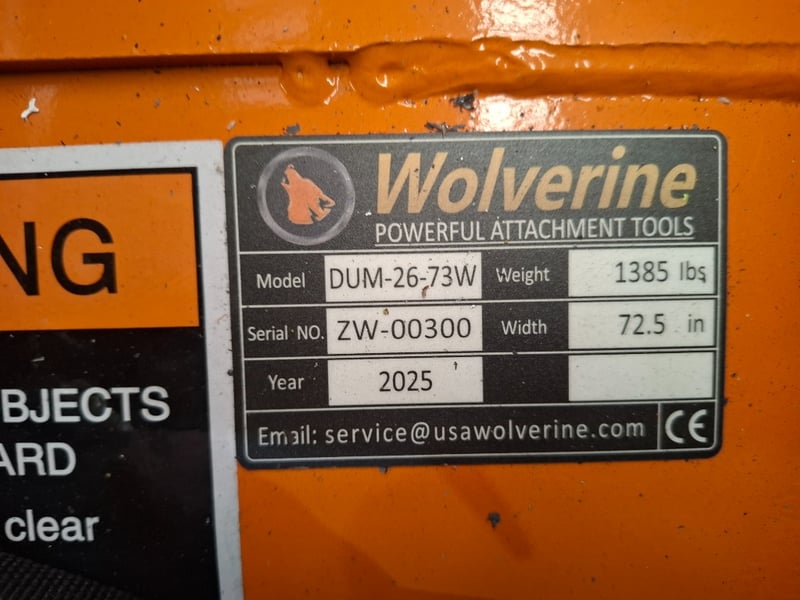 NG
BJECTS
ARD
clear
Wolverine
POWERFUL ATTACHMENT TOOLS
Model DUM-26-73W Weight 1385 lbs
Serial NO. ZW-00300 Width 72.5 in
Year 2025
Email: service@usawolverine.com CE